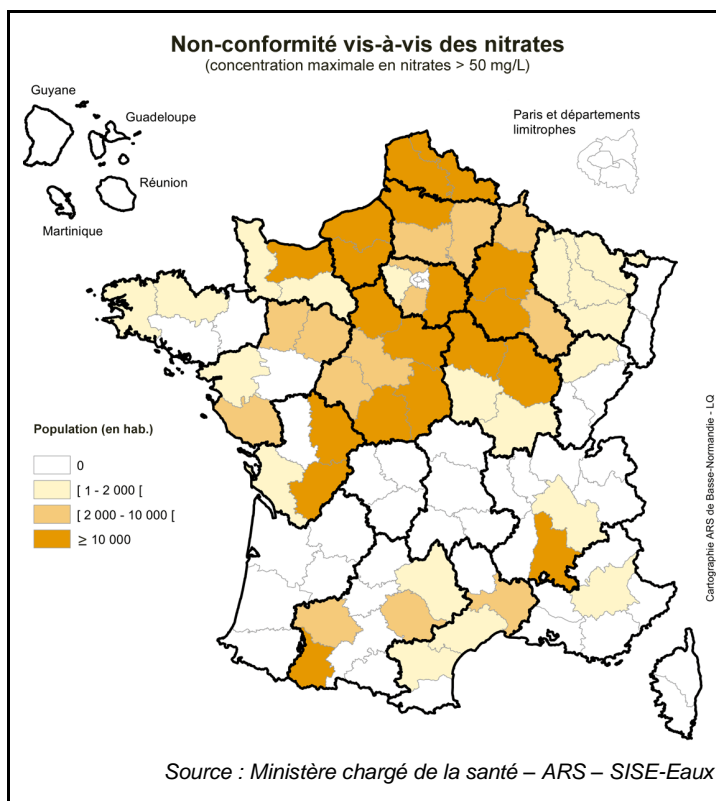 Non-conformité vis-à-vis des nitrates
(concentration maximale en nitrates > 50 mg/L)
Guyane
Guadeloupe
Réunion
Martinique
Paris et départements
limitrophes
Population (en hab.)
0
[ 1 - 2 000 [
[ 2 000 - 10 000 [
≥ 10 000
Cartographie ARS de Basse-Normandie - LQ
Source : Ministère chargé de la santé – ARS – SISE-Eaux